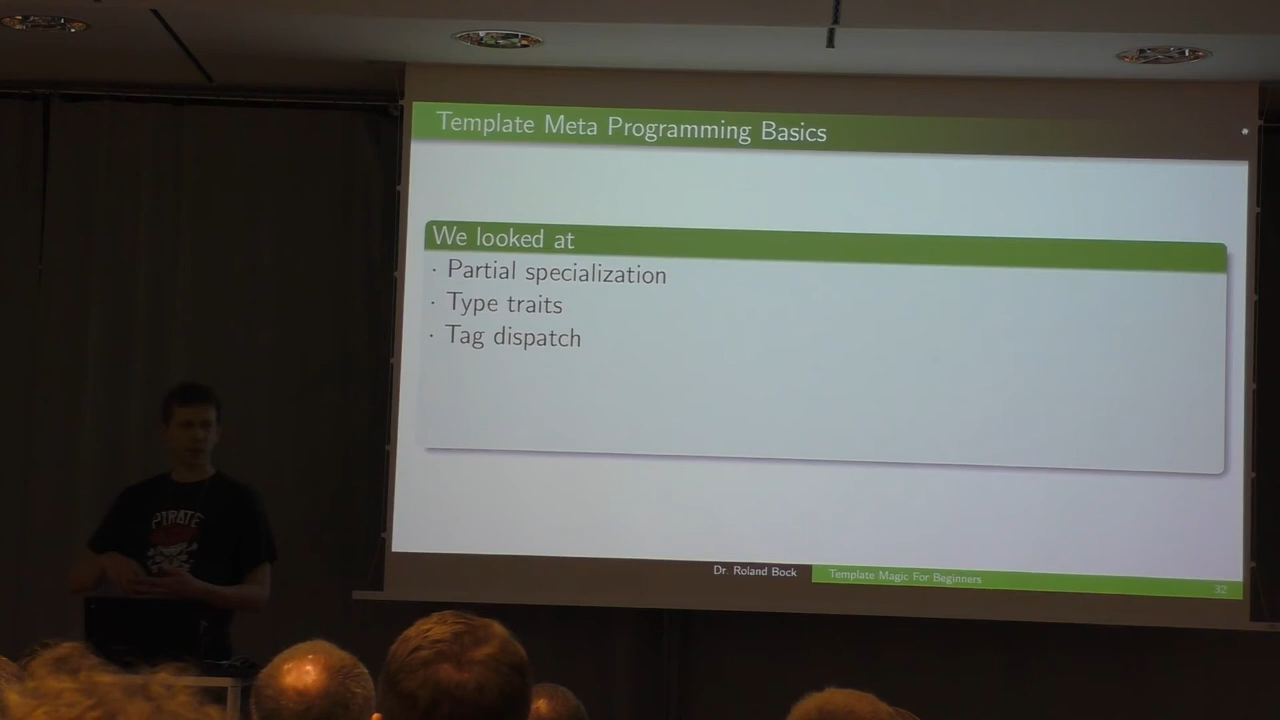 Template Meta Programming Basics
We looked at
· Partial specialization
· Type traits
· Tag dispatch
PIRATE
Dr. Roland Bock
Template Magic For Beginners
32